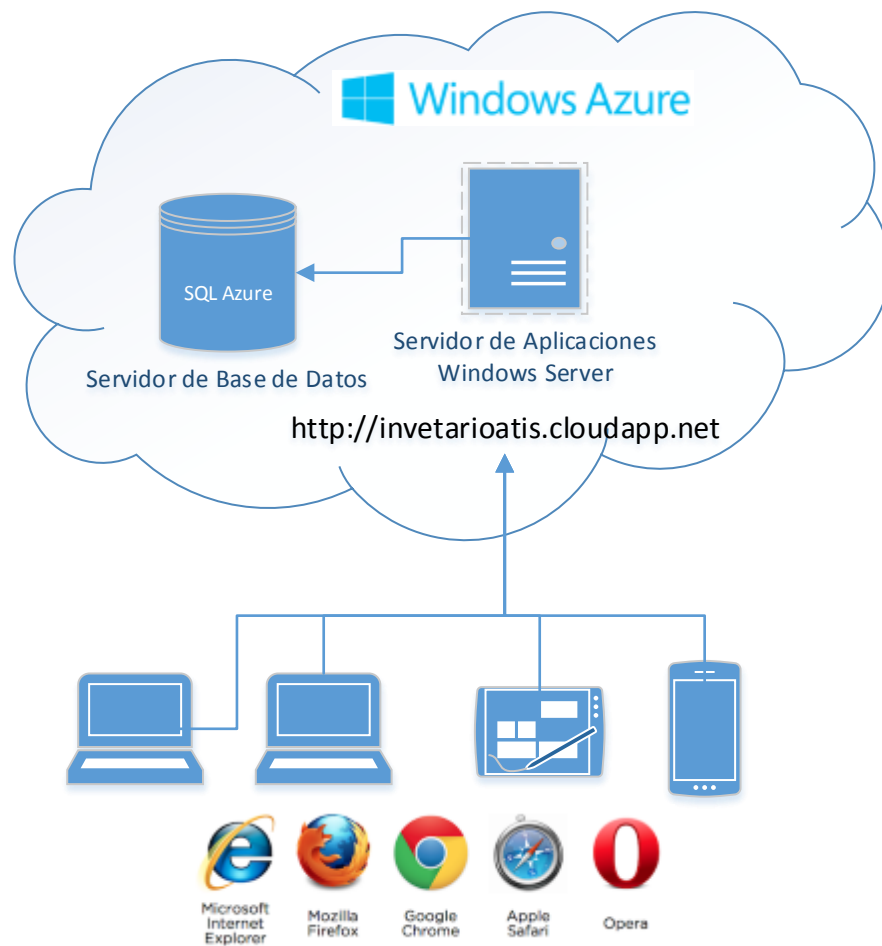 Windows Azure
SQL Azure
Servidor de Base de Datos
Servidor de Aplicaciones
Windows Server
http://invetarioatis.cloudapp.net
Microsoft
Internet
Explorer
Mozilla
Firefox
Google
Chrome
Apple
Safari
Opera